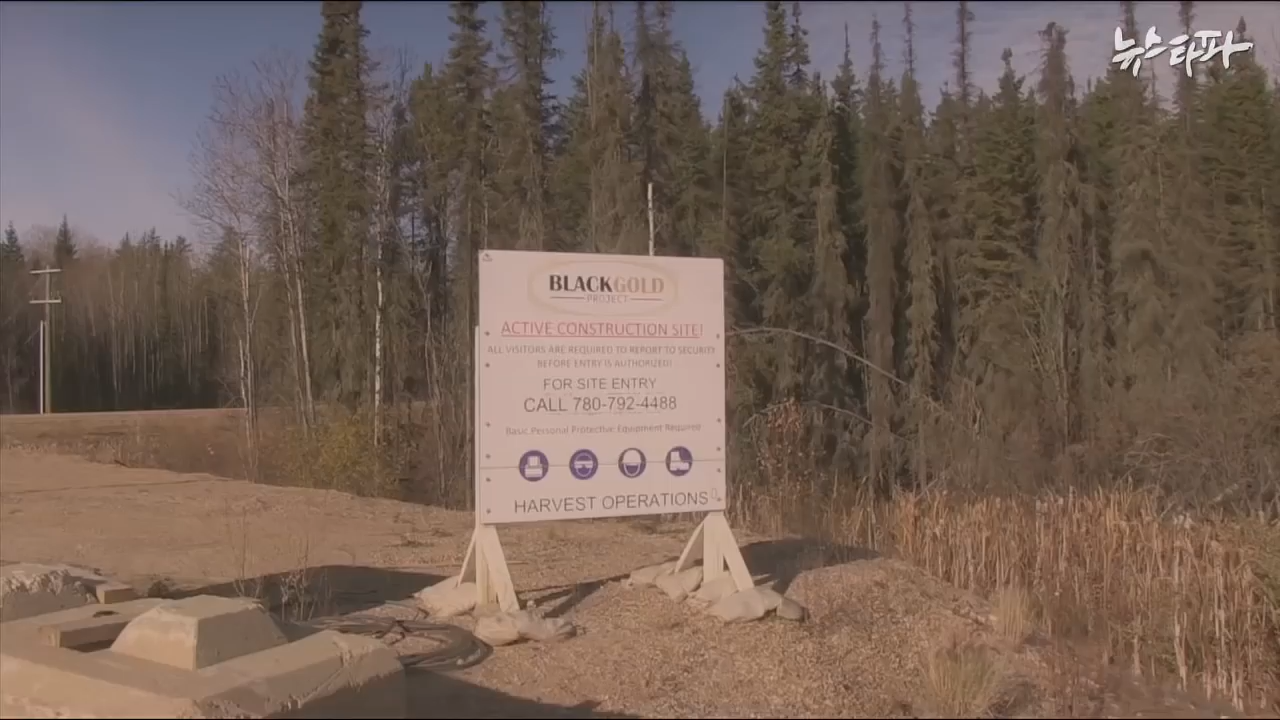 뉴스타파
BLACKGOLD
PROJECT
ACTIVE CONSTRUCTION SITE!
ALL VISITORS ARE REQUIRED TO REPORT TO SECURITY
BEFORE ENTRY IS AUTHORIZED!
FOR SITE ENTRY
CALL 780-792-4488
Basic Personal Protective Equipment Required
HARVEST OPERATIONS